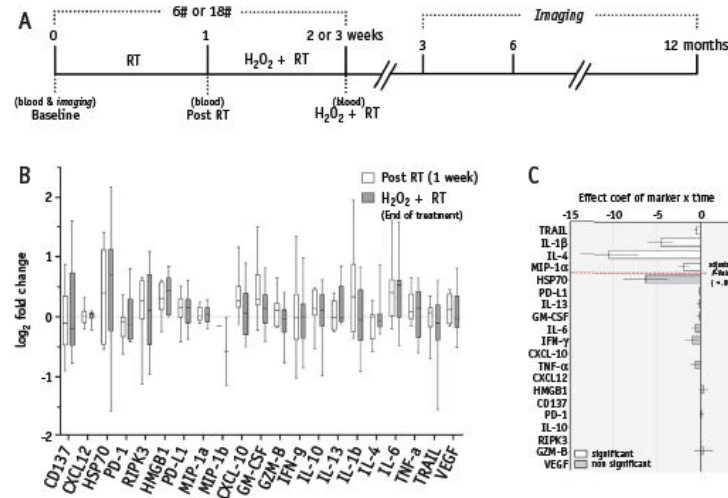 A
6# or 18#
Imaging
0
1
2 or 3 weeks
3
6
12 months
RT
H₂O₂ + RT
(blood & imaging)
Baseline
(blood)
Post RT
(blood)
H₂O₂ + RT
B
log₂ fold change
2
1
0
-1
-2
Post RT (1 week)
H₂O₂ + RT
(End of treatment)
CD137
CXCL12
HSP70
PD-1
RIPK3
HMGB1
PD-L1
MIP-1a
MIP-1b
CXCL-10
GM-CSF
GZM-B
IFN-g
IL-10
IL-13
IL-1b
IL-4
IL-6
TNF-a
TRAIL
VEGF
C
Effect coef of marker x time
-15 -10 -5 0
TRAIL
IL-1β
IL-4
MIP-1α
HSP70
PD-L1
IL-13
GM-CSF
IL-6
IFN-γ
CXCL-10
TNF-α
CXCL12
HMGB1
CD137
PD-1
IL-10
RIPK3
GZM-B
VEGF
significant
non significant